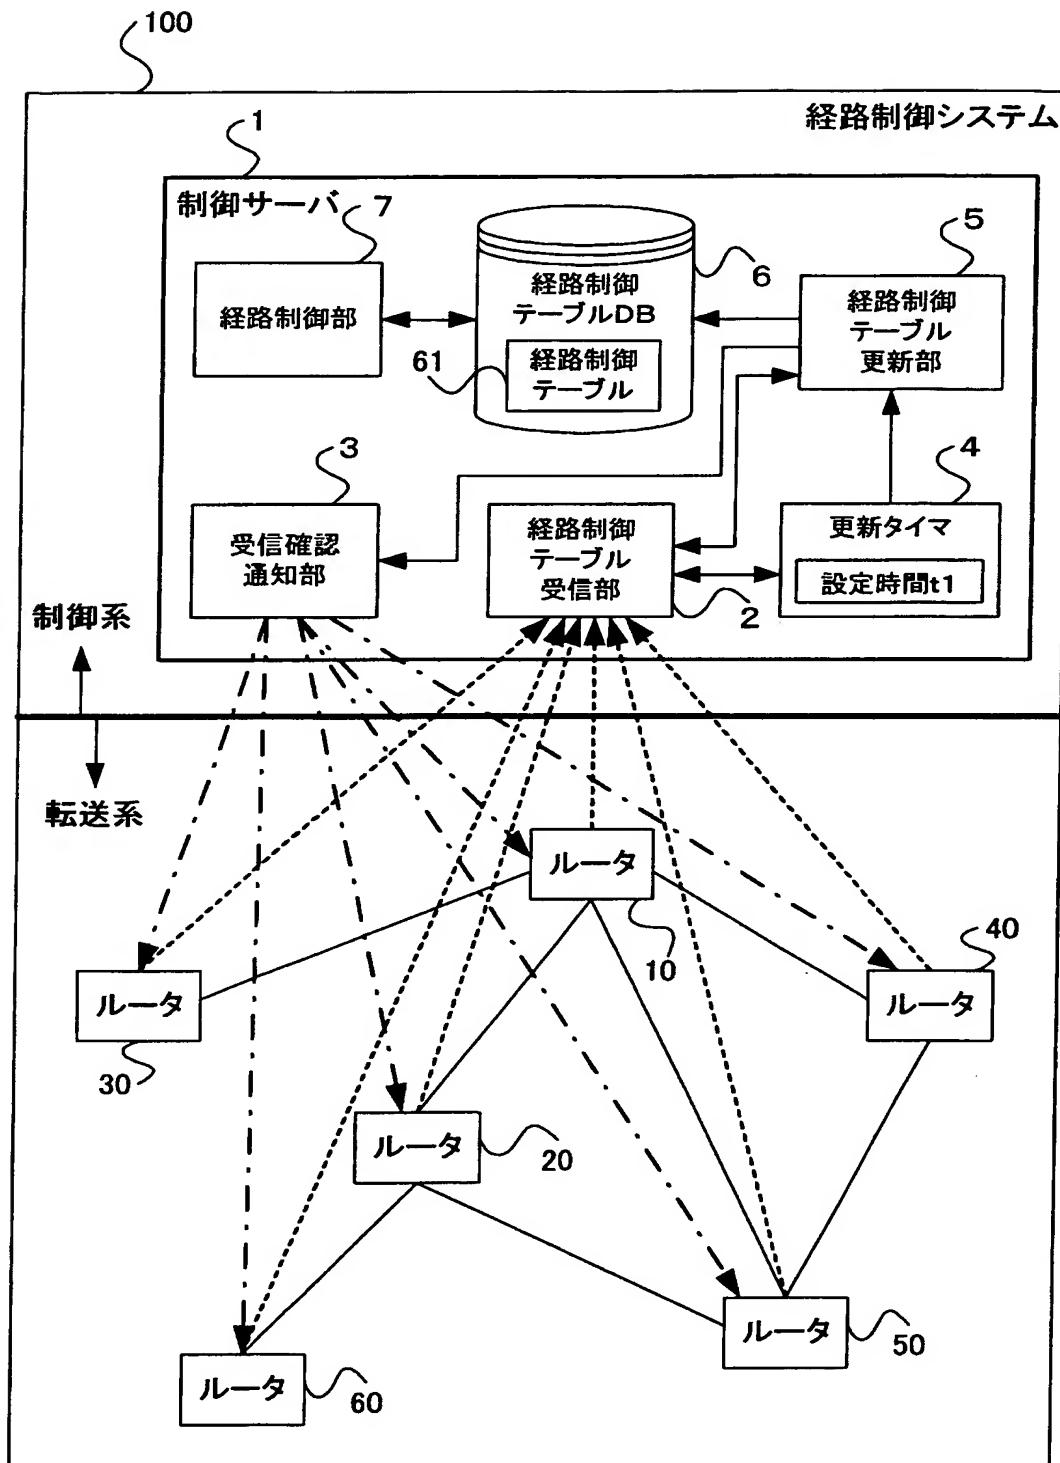 100
経路制御システム
1
制御サーバ
7
経路制御部
経路制御
テーブルDB
6
61
経路制御
テーブル
5
経路制御
テーブル
更新部
3
受信確認
通知部
経路制御
テーブル
受信部
2
4
更新タイマ
設定時間t1
制御系
転送系
ルータ
10
ルータ
30
ルータ
40
ルータ
20
ルータ
50
ルータ
60